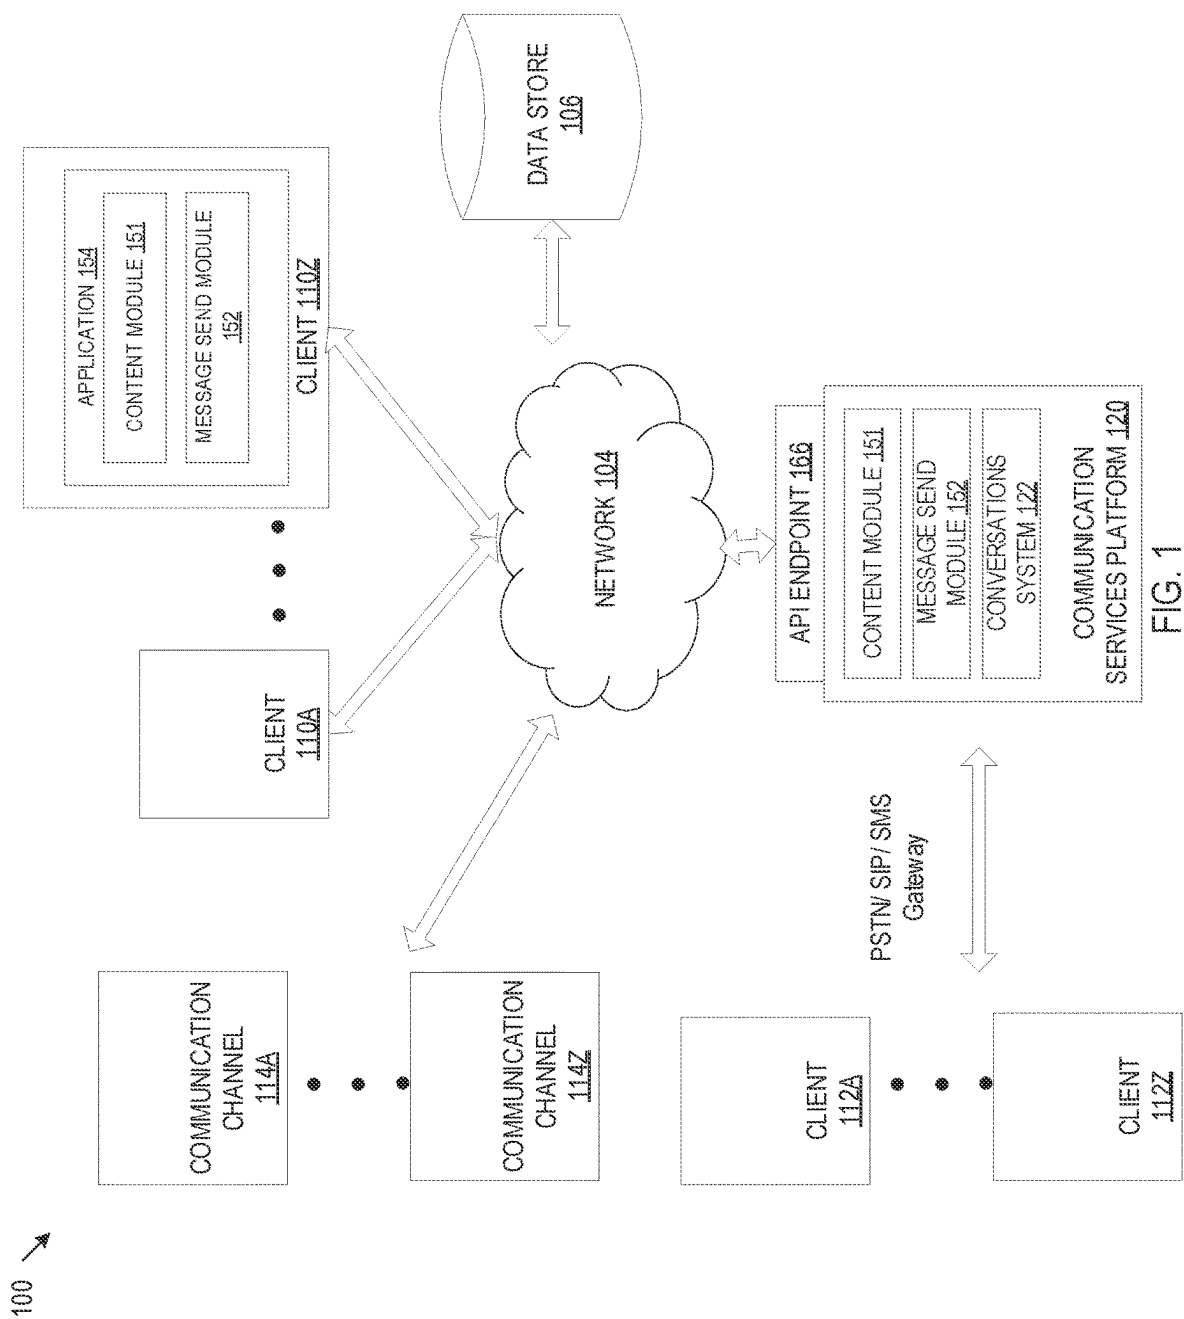 100
COMMUNICATION
CHANNEL
114A
COMMUNICATION
CHANNEL
114Z
CLIENT
112A
CLIENT
112Z
CLIENT
110A
APPLICATION 154
CONTENT MODULE 151
MESSAGE SEND MODULE
152
CLIENT 110Z
NETWORK 104
DATA STORE
106
PSTN/ SIP/ SMS
Gateway
API ENDPOINT 166
CONTENT MODULE 151
MESSAGE SEND
MODULE 152
CONVERSATIONS
SYSTEM 122
COMMUNICATION
SERVICES PLATFORM 120
FIG. 1